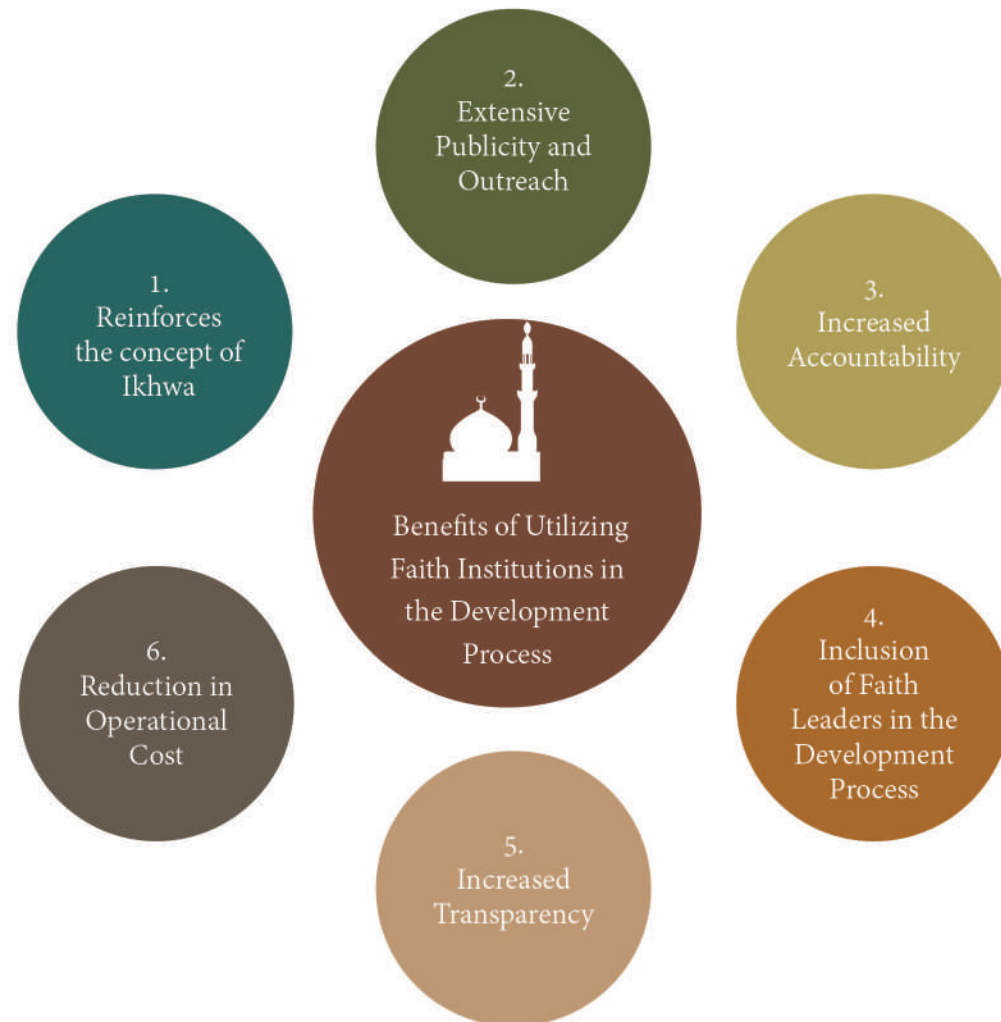 1.
Reinforces
the concept of
Ikhwa
2.
Extensive
Publicity and
Outreach
3.
Increased
Accountability
Benefits of Utilizing
Faith Institutions in
the Development
Process
4.
Inclusion
of Faith
Leaders in the
Development
Process
5.
Increased
Transparency
6.
Reduction in
Operational
Cost